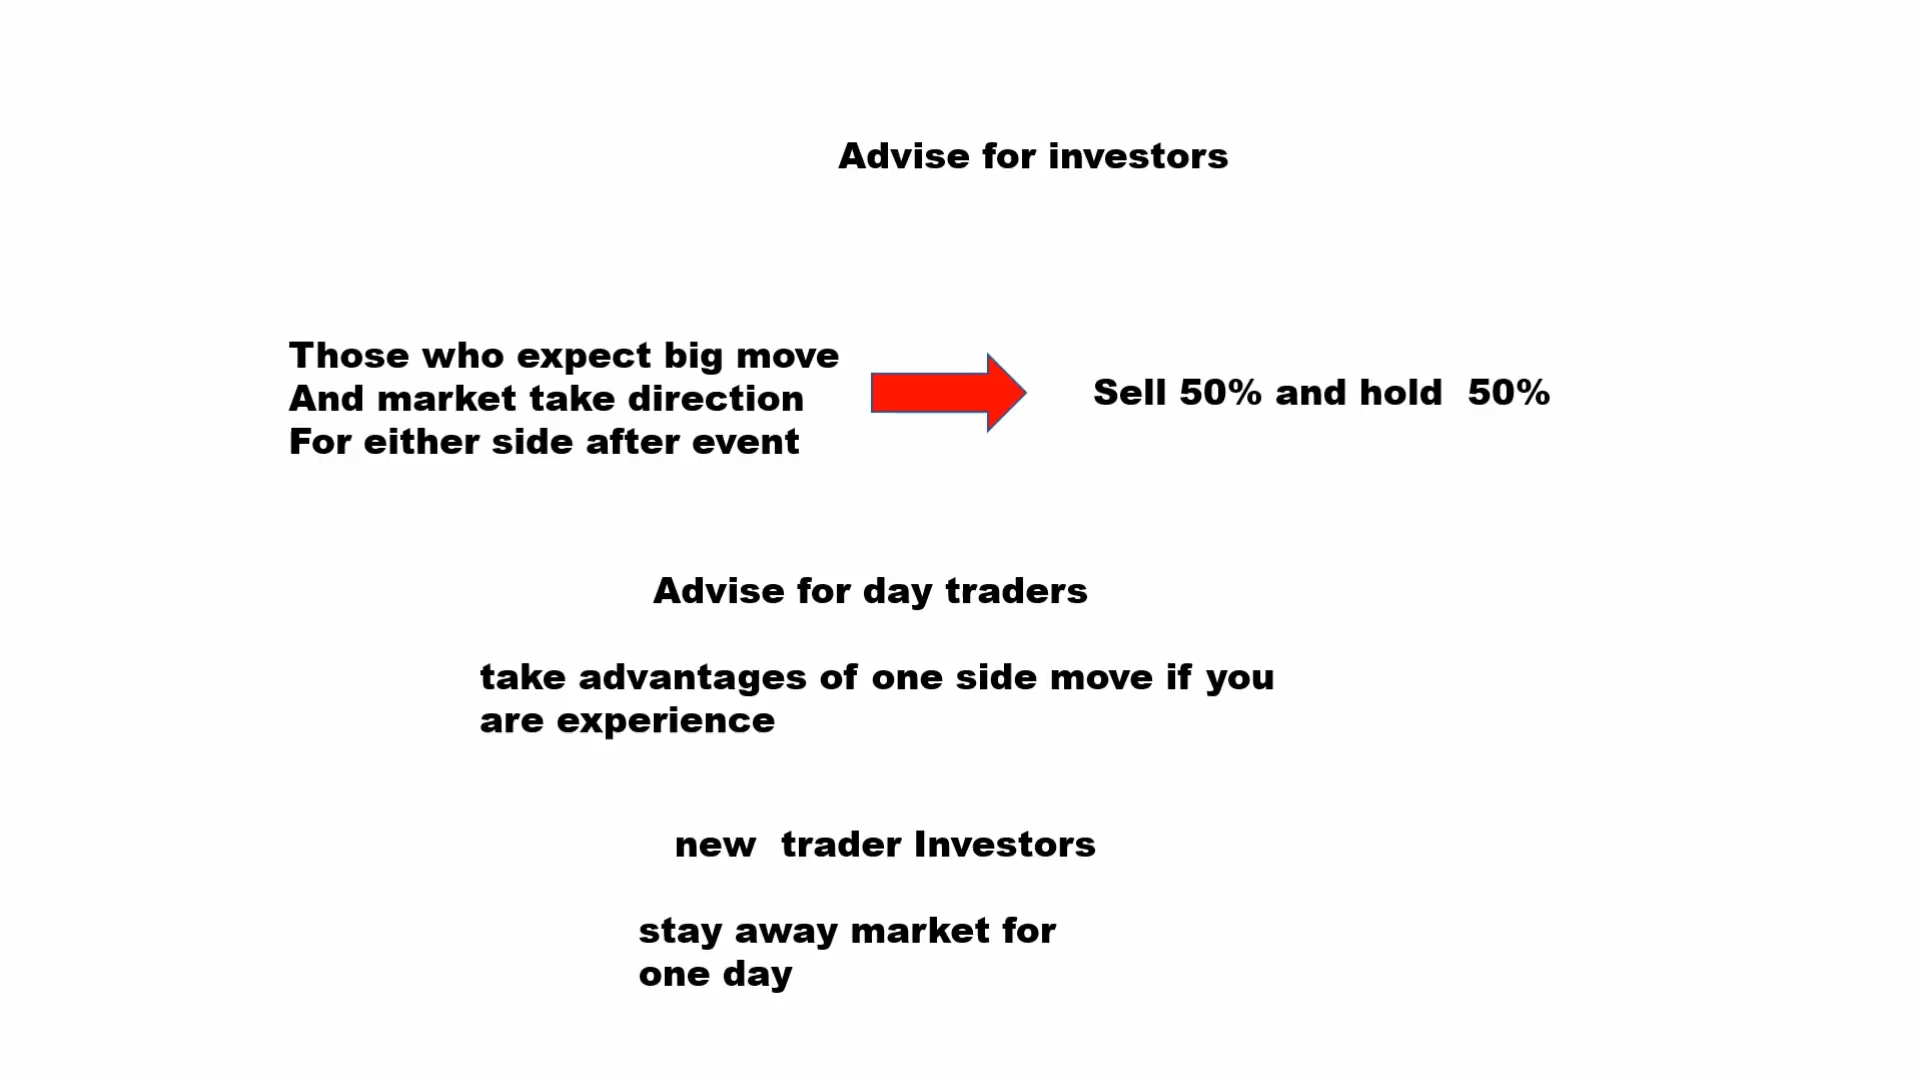 Advise for investors
Those who expect big move
And market take direction
For either side after event
Sell 50% and hold  50%
Advise for day traders
take advantages of one side move if you
are experience
new  trader Investors
stay away market for
one day